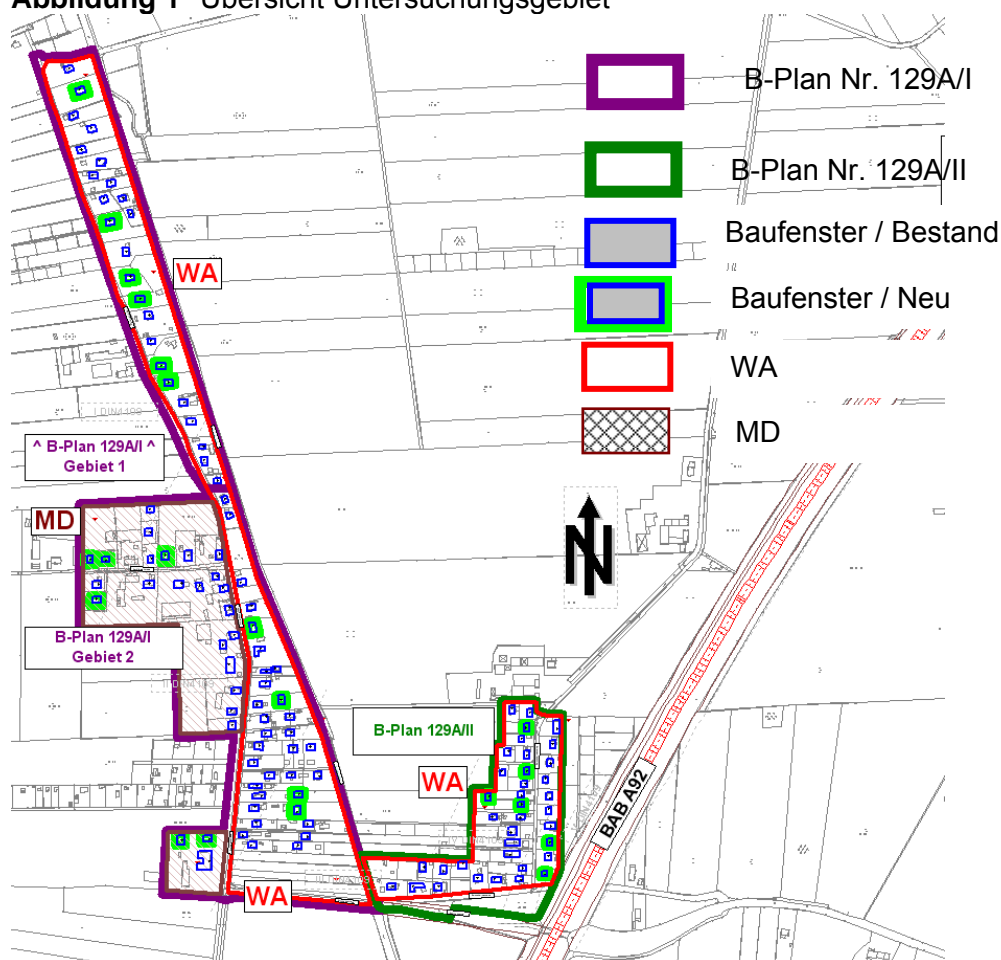 Abbildung 1 Übersicht Untersuchungsgebiet
B-Plan Nr. 129A/I
B-Plan Nr. 129A/II
Baufenster / Bestand
Baufenster / Neu
WA
WA
MD
^ B-Plan 129A/I ^
Gebiet 1
MD
N
B-Plan 129A/I
Gebiet 2
B-Plan 129A/II
WA
BAB A92
WA